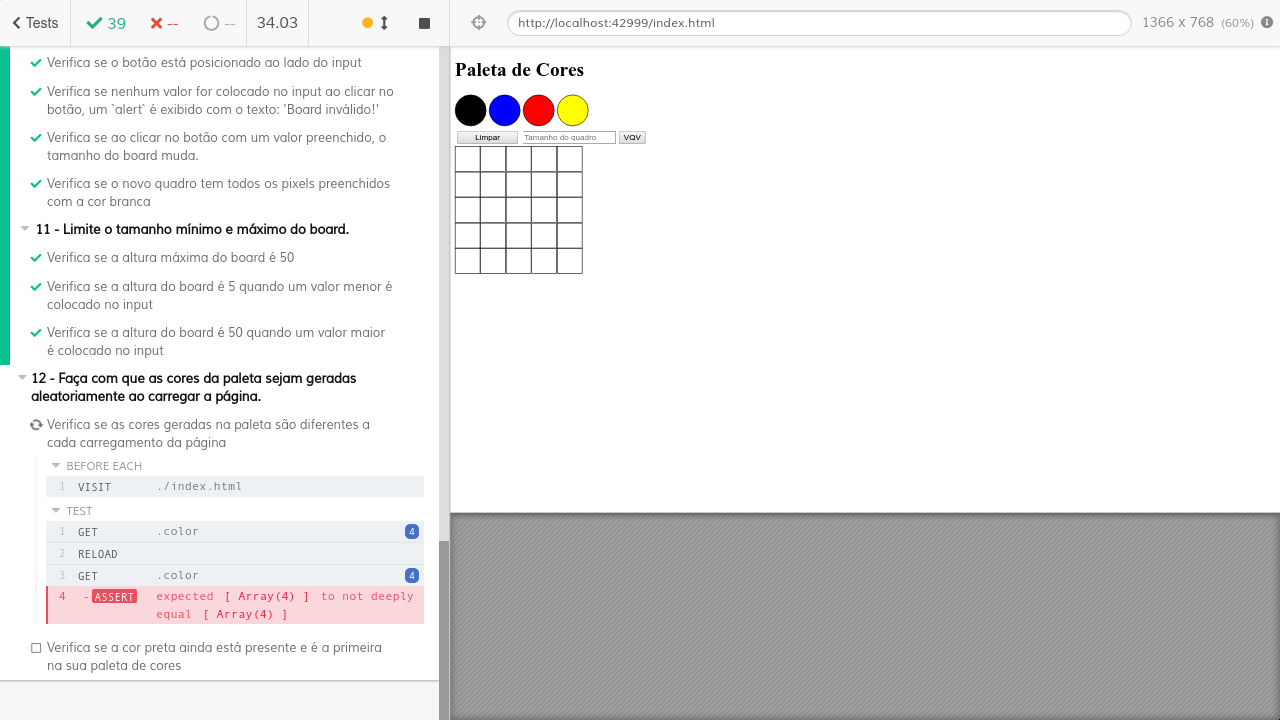 Tests
39
--
--
34.03
http://localhost:42999/index.html
1366 x 768 (60%)
Verifica se o botão está posicionado ao lado do input
Verifica se nenhum valor for colocado no input ao clicar no
botão, um `alert` é exibido com o texto: 'Board inválido!'
Verifica se ao clicar no botão com um valor preenchido, o
tamanho do board muda.
Verifica se o novo quadro tem todos os pixels preenchidos
com a cor branca
11 - Limite o tamanho mínimo e máximo do board.
Verifica se a altura máxima do board é 50
Verifica se a altura do board é 5 quando um valor menor é
colocado no input
Verifica se a altura do board é 50 quando um valor maior
é colocado no input
12 - Faça com que as cores da paleta sejam geradas
aleatoriamente ao carregar a página.
Verifica se as cores geradas na paleta são diferentes a
cada carregamento da página
BEFORE EACH
1 VISIT ./index.html
TEST
1 GET .color 4
2 RELOAD
3 GET .color 4
4 -ASSERT expected [ Array(4) ] to not deeply
equal [ Array(4) ]
Verifica se a cor preta ainda está presente e é a primeira
na sua paleta de cores
Paleta de Cores
Limpar
Tamanho do quadro
VQV